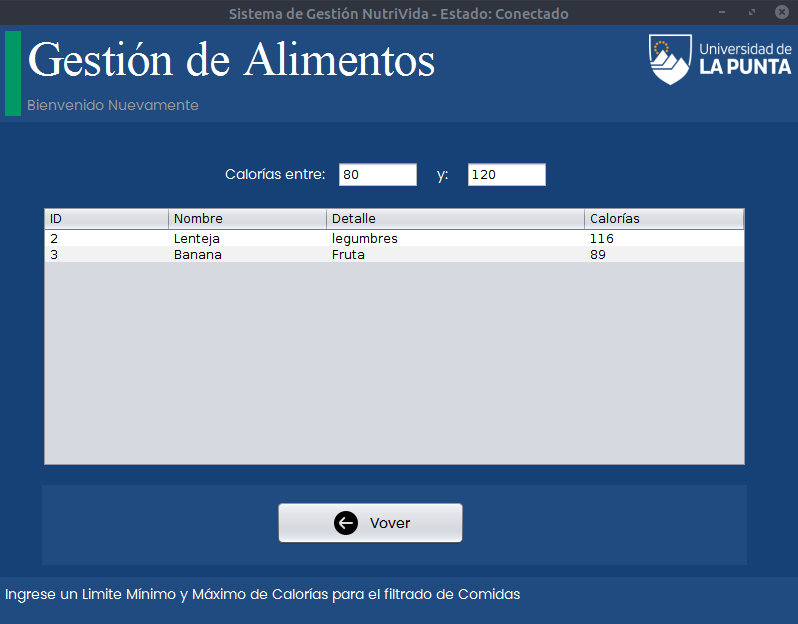 Sistema de Gestión NutriVida - Estado: Conectado
Gestión de Alimentos
Universidad de
LA PUNTA
Bienvenido Nuevamente
Calorías entre: 80 y: 120
ID Nombre Detalle Calorías
2 Lenteja legumbres 116
3 Banana Fruta 89
Vover
Ingrese un Limite Mínimo y Máximo de Calorías para el filtrado de Comidas